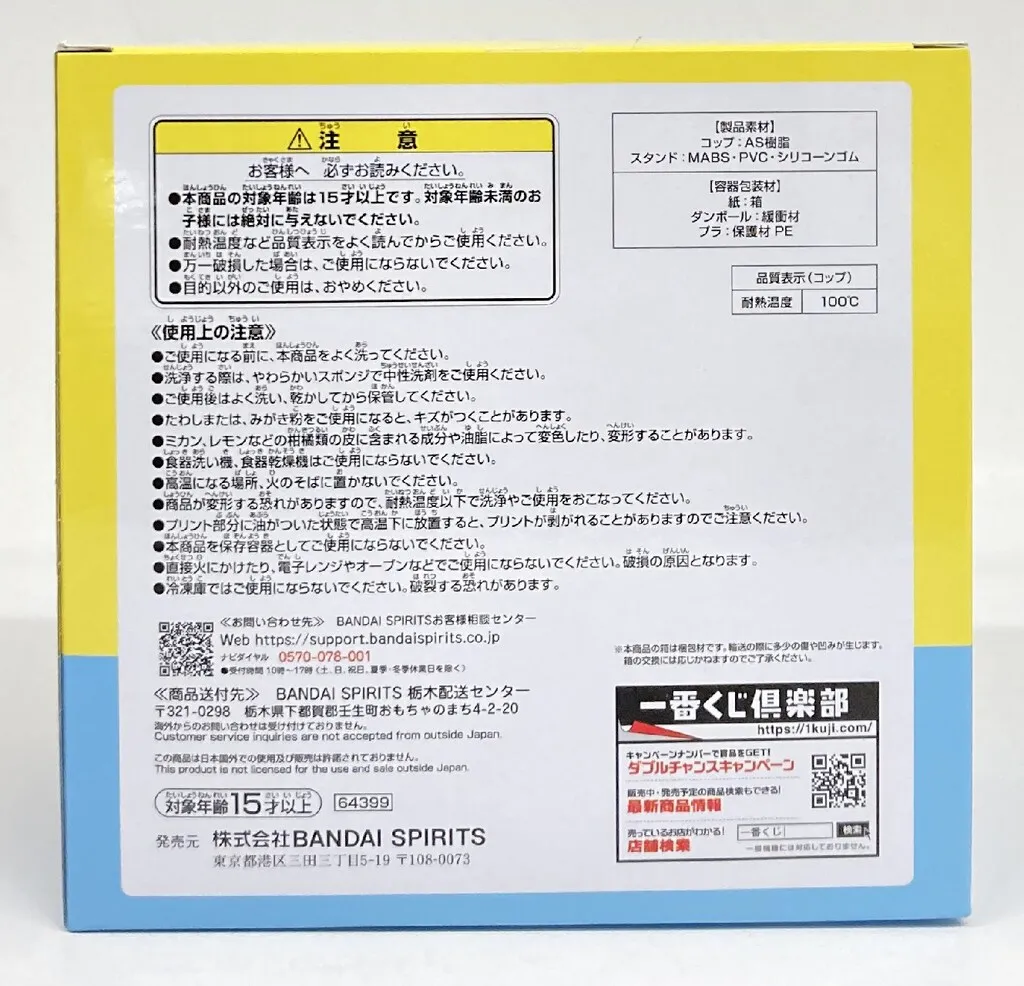 ⚠注 意
お客様へ 必ずお読みください。
●本商品の対象年齢は15才以上です。対象年齢未満のお
子様には絶対に与えないでください。
●耐熱温度など品質表示をよく読んでからご使用ください。
●万一破損した場合は、ご使用にならないでください。
●目的以外のご使用は、おやめください。
【製品素材】
コップ:AS樹脂
スタンド:MABS・PVC・シリコーンゴム
【容器包装材】
紙:箱
ダンボール:緩衝材
プラ:保護材 PE
品質表示(コップ)
耐熱温度 100℃
《使用上の注意》
●ご使用になる前に、本商品をよく洗ってください。
●洗浄する際は、やわらかいスポンジで中性洗剤をご使用ください。
●ご使用後はよく洗い、乾かしてから保管してください。
●たわしまたは、みがき粉をご使用になると、キズがつくことがあります。
●ミカン、レモンなどの柑橘類の皮に含まれる成分や油脂によって変色したり、変形することがあります。
●食器洗い機、食器乾燥機はご使用にならないでください。
●高温になる場所、火のそばに置かないでください。
●商品が変形する恐れがありますので、耐熱温度以下で洗浄やご使用をおこなってください。
●プリント部分に油がついた状態で高温下に放置すると、プリントが剥がれることがありますのでご注意ください。
●本商品を保存容器としてご使用にならないでください。
●直接火にかけたり、電子レンジやオーブンなどでご使用にならないでください。破損の原因となります。
●冷凍庫ではご使用にならないでください。破裂する恐れがあります。
≪お問い合わせ先≫ BANDAI SPIRITSお客様相談センター
Web https://support.bandaispirits.co.jp
ナビダイヤル 0570-078-001
●受付時間 10時〜17時(土、日、祝日、夏季・冬季休業日を除く)
≪商品送付先≫ BANDAI SPIRITS 栃木配送センター
〒321-0298 栃木県下都賀郡壬生町おもちゃのまち4-2-20
海外からのお問い合わせは受け付けておりません。
Customer service inquiries are not accepted from outside Japan.
この商品は日本国外での使用及び販売は許諾されておりません。
This product is not licensed for the use and sale outside Japan.
対象年齢15才以上 64399
発売元 株式会社BANDAI SPIRITS
東京都港区三田三丁目5-19 〒108-0073
※本商品の箱は梱包材です。輸送の際に多少の傷や凹みが生じます。
箱の交換には応じかねますのでご了承ください。
一番くじ倶楽部
https://1kuji.com/
キャンペーンナンバーで賞品をGET!
ダブルチャンスキャンペーン
販売中・発売予定の商品検索もできる!
最新商品情報
売っているお店がわかる!
店舗検索
一番くじ 検索
一部機種には対応しておりません。